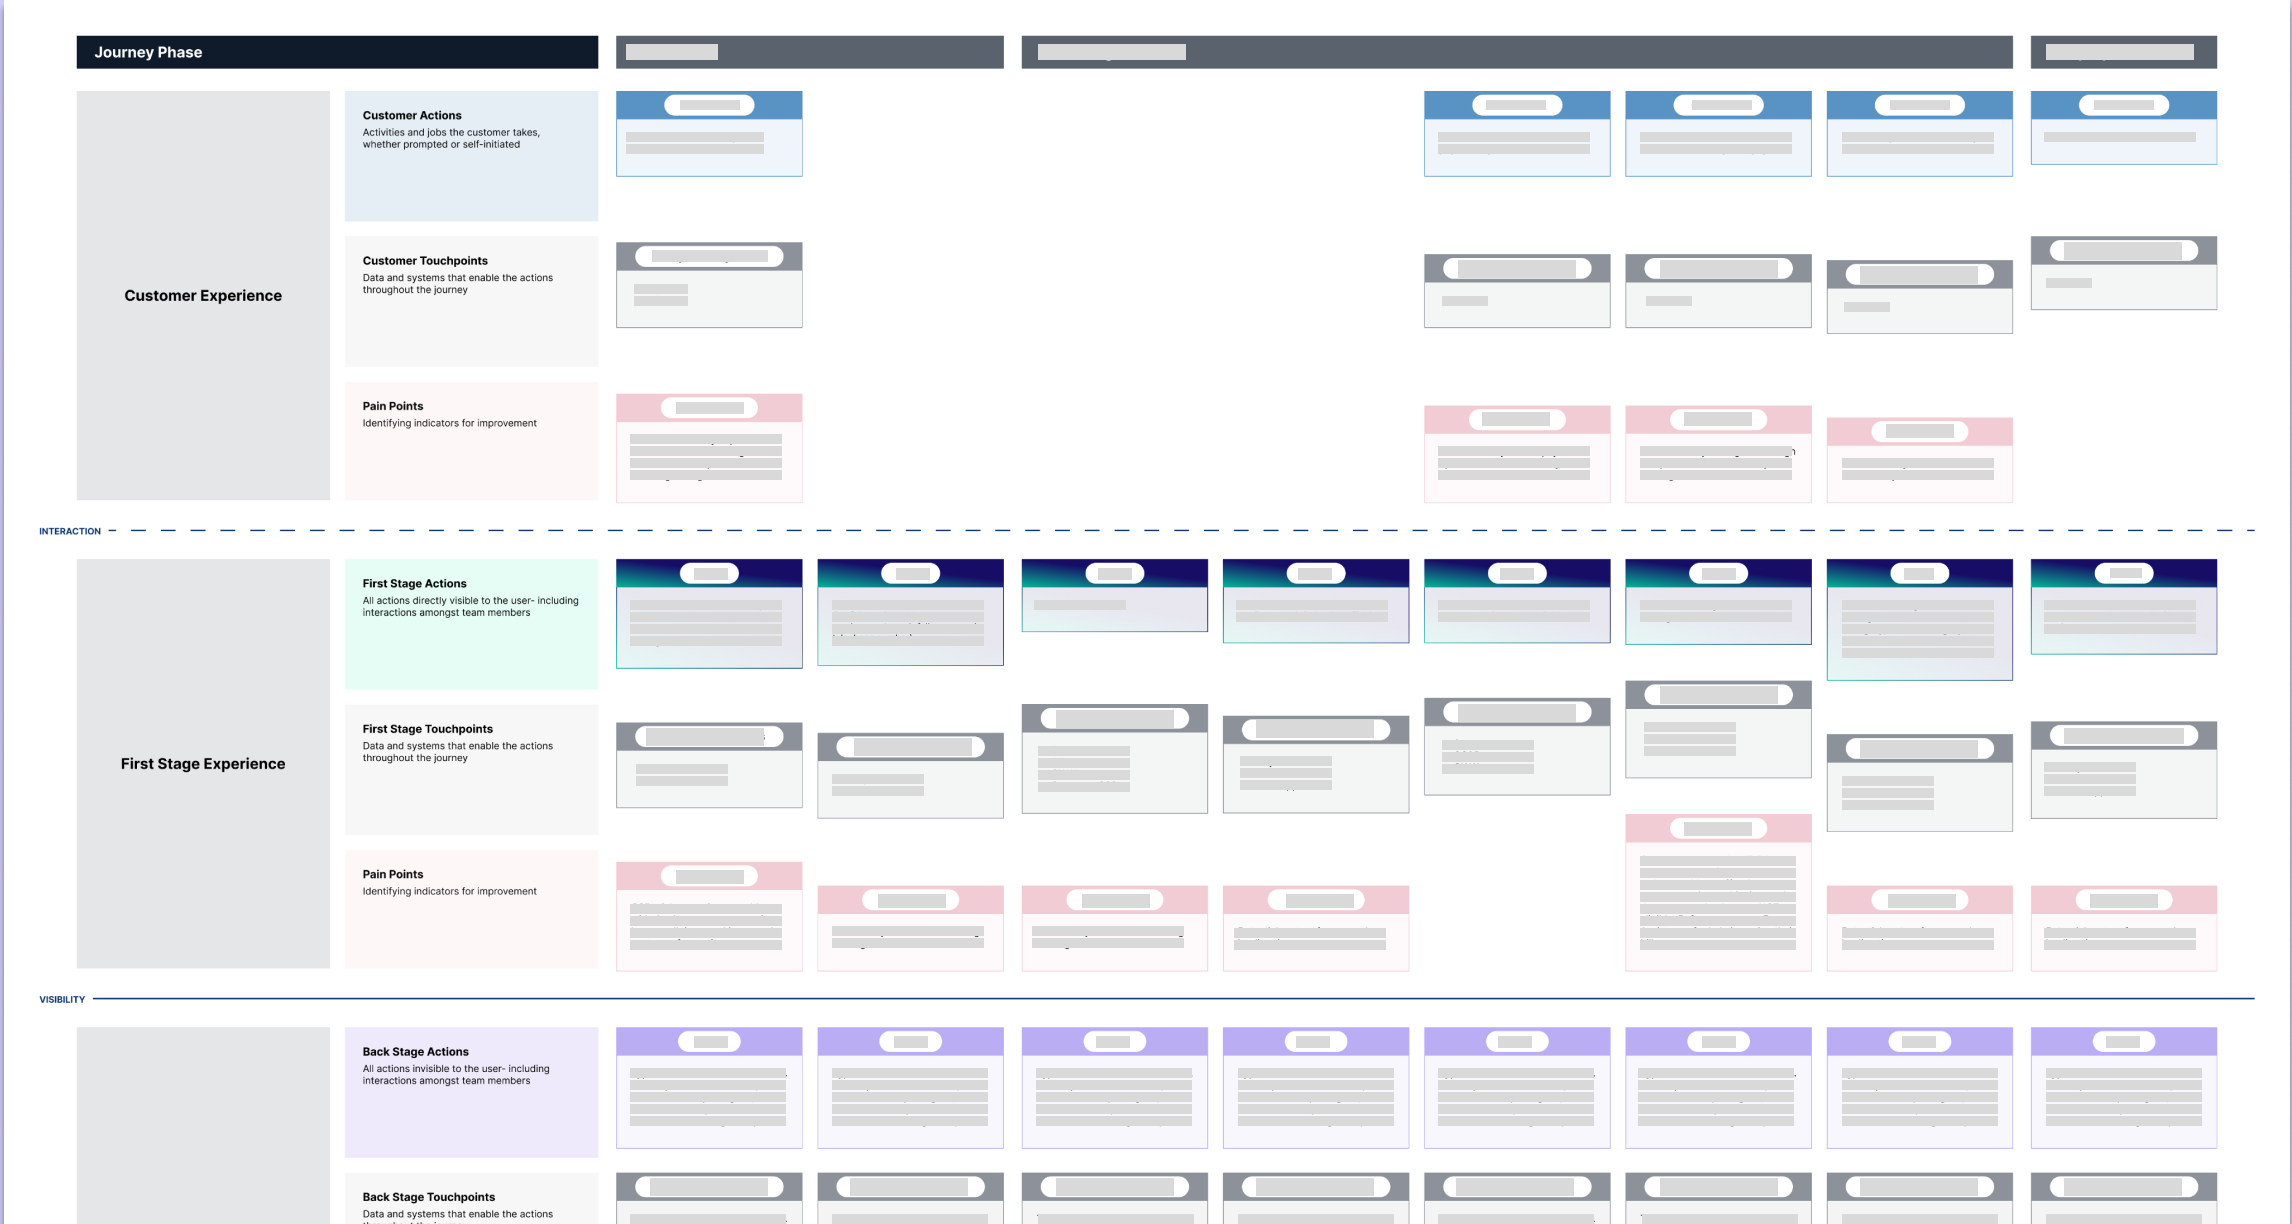 Journey Phase
Customer Experience
Customer Actions
Activities and jobs the customer takes,
whether prompted or self-initiated
Customer Touchpoints
Data and systems that enable the actions
throughout the journey
Pain Points
Identifying indicators for improvement
INTERACTION
First Stage Experience
First Stage Actions
All actions directly visible to the user- including
interactions amongst team members
First Stage Touchpoints
Data and systems that enable the actions
throughout the journey
Pain Points
Identifying indicators for improvement
VISIBILITY
Back Stage Actions
All actions invisible to the user- including
interactions amongst team members
Back Stage Touchpoints
Data and systems that enable the actions